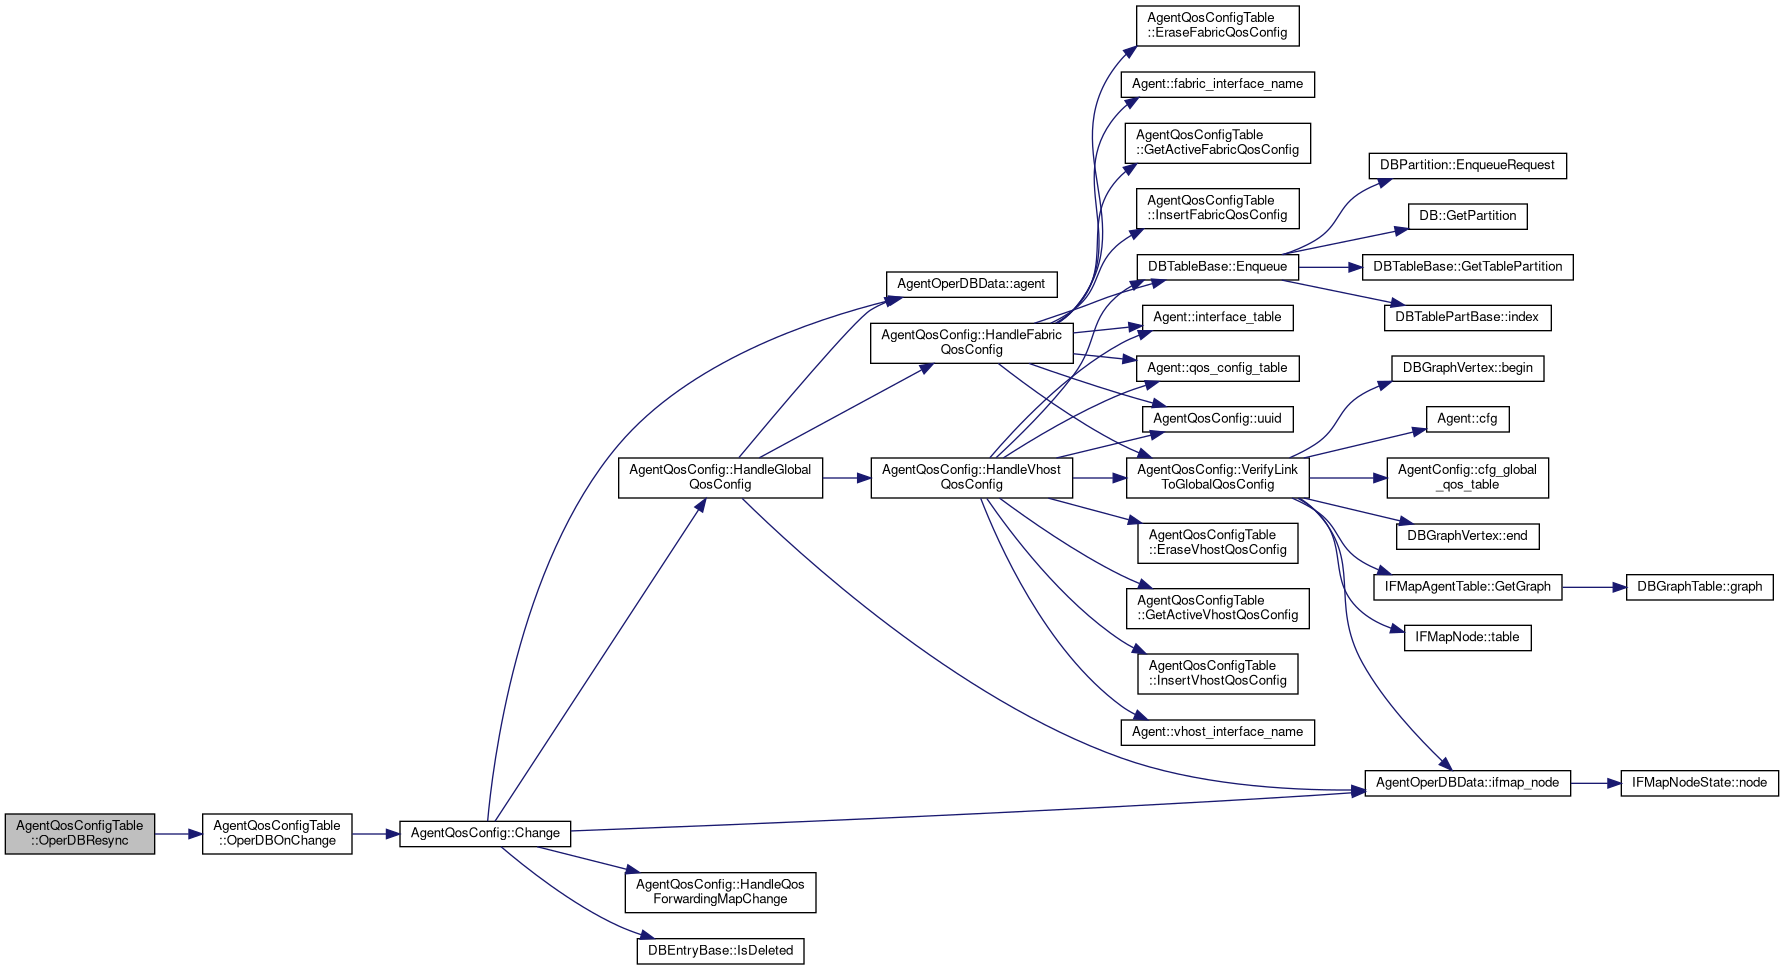 AgentQosConfigTable
::EraseFabricQosConfig
Agent::fabric_interface_name
AgentQosConfigTable
::GetActiveFabricQosConfig
DBPartition::EnqueueRequest
AgentQosConfigTable
::InsertFabricQosConfig
DB::GetPartition
DBTableBase::Enqueue
DBTableBase::GetTablePartition
AgentOperDBData::agent
Agent::interface_table
DBTablePartBase::index
AgentQosConfig::HandleFabric
QosConfig
Agent::qos_config_table
DBGraphVertex::begin
AgentQosConfig::uuid
Agent::cfg
AgentQosConfig::HandleGlobal
QosConfig
AgentQosConfig::HandleVhost
QosConfig
AgentQosConfig::VerifyLink
ToGlobalQosConfig
AgentConfig::cfg_global
_qos_table
AgentQosConfigTable
::EraseVhostQosConfig
DBGraphVertex::end
IFMapAgentTable::GetGraph
DBGraphTable::graph
AgentQosConfigTable
::GetActiveVhostQosConfig
IFMapNode::table
AgentQosConfigTable
::InsertVhostQosConfig
Agent::vhost_interface_name
AgentOperDBData::ifmap_node
IFMapNodeState::node
AgentQosConfigTable
::OperDBResync
AgentQosConfigTable
::OperDBOnChange
AgentQosConfig::Change
AgentQosConfig::HandleQos
ForwardingMapChange
DBEntryBase::IsDeleted